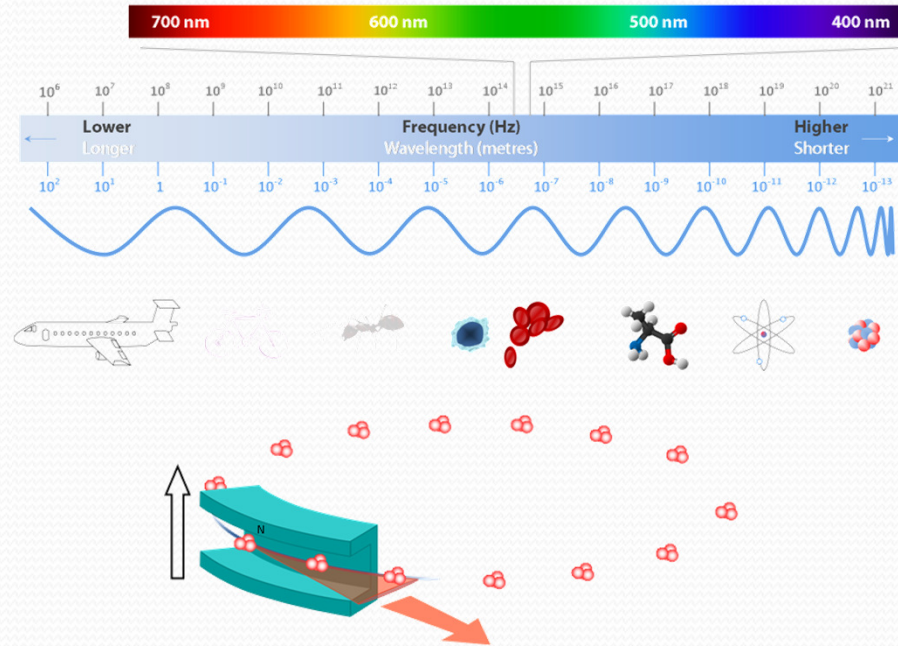 700 nm 600 nm 500 nm 400 nm
10⁶ 10⁷ 10⁸ 10⁹ 10¹⁰ 10¹¹ 10¹² 10¹³ 10¹⁴ 10¹⁵ 10¹⁶ 10¹⁷ 10¹⁸ 10¹⁹ 10²⁰ 10²¹
Lower Frequency (Hz) Higher
Longer Wavelength (metres) Shorter
10² 10¹ 1 10⁻¹ 10⁻² 10⁻³ 10⁻⁴ 10⁻⁵ 10⁻⁶ 10⁻⁷ 10⁻⁸ 10⁻⁹ 10⁻¹⁰ 10⁻¹¹ 10⁻¹² 10⁻¹³
N